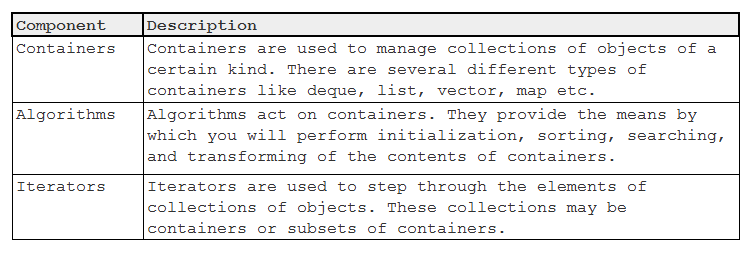 Component Description
Containers Containers are used to manage collections of objects of a
certain kind. There are several different types of
containers like deque, list, vector, map etc.
Algorithms Algorithms act on containers. They provide the means by
which you will perform initialization, sorting, searching,
and transforming of the contents of containers.
Iterators Iterators are used to step through the elements of
collections of objects. These collections may be
containers or subsets of containers.